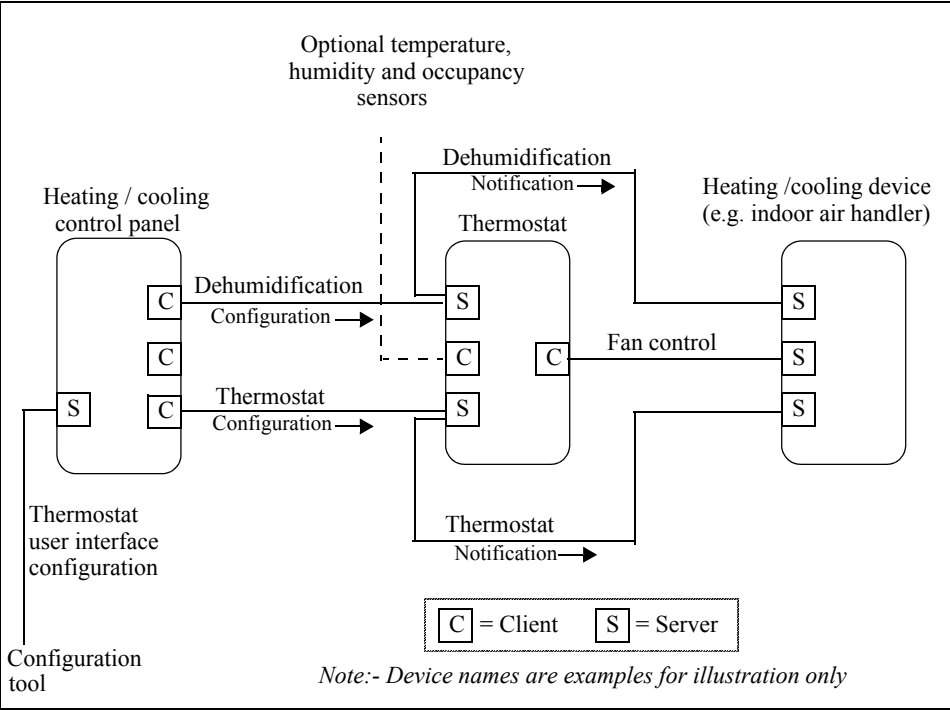 Optional temperature,
humidity and occupancy
sensors
Dehumidification
Notification
Heating / cooling
control panel
Thermostat
Heating /cooling device
(e.g. indoor air handler)
C
Dehumidification
Configuration
S
S
C
C
C
Fan control
S
S
C
Thermostat
Configuration
S
S
Thermostat
user interface
configuration
Thermostat
Notification
C = Client S = Server
Configuration
tool
Note:- Device names are examples for illustration only